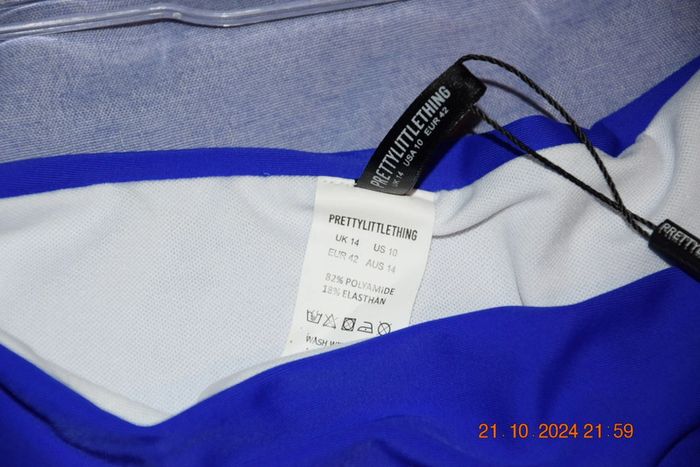 PRETTYLITTLETHING
UK 14 USA 10 EUR 42
PRETTYLITTLETHING
UK 14 US 10
EUR 42 AUS 14
82% POLYAMIDE
18% ELASTHAN
WASH
21.10.2024 21:59